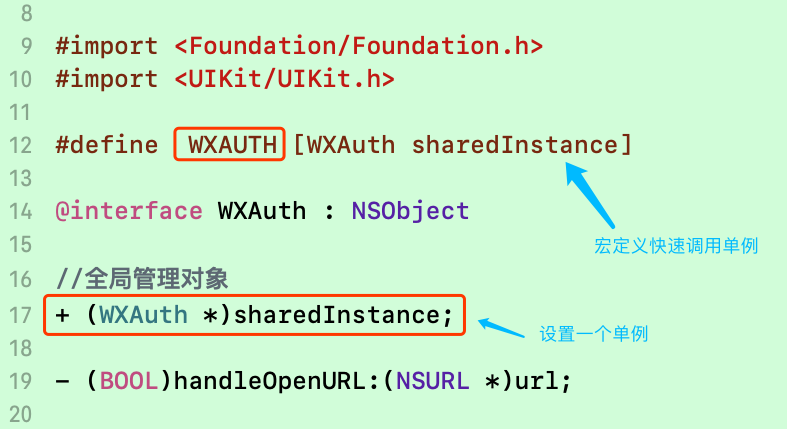 8
9 #import <Foundation/Foundation.h>
10 #import <UIKit/UIKit.h>
11
12 #define WXAUTH [WXAuth sharedInstance]
13
14 @interface WXAuth : NSObject
宏定义快速调用单例
15
16 //全局管理对象
17 + (WXAuth *)sharedInstance;
设置一个单例
18
19 - (BOOL)handleOpenURL:(NSURL *)url;
20